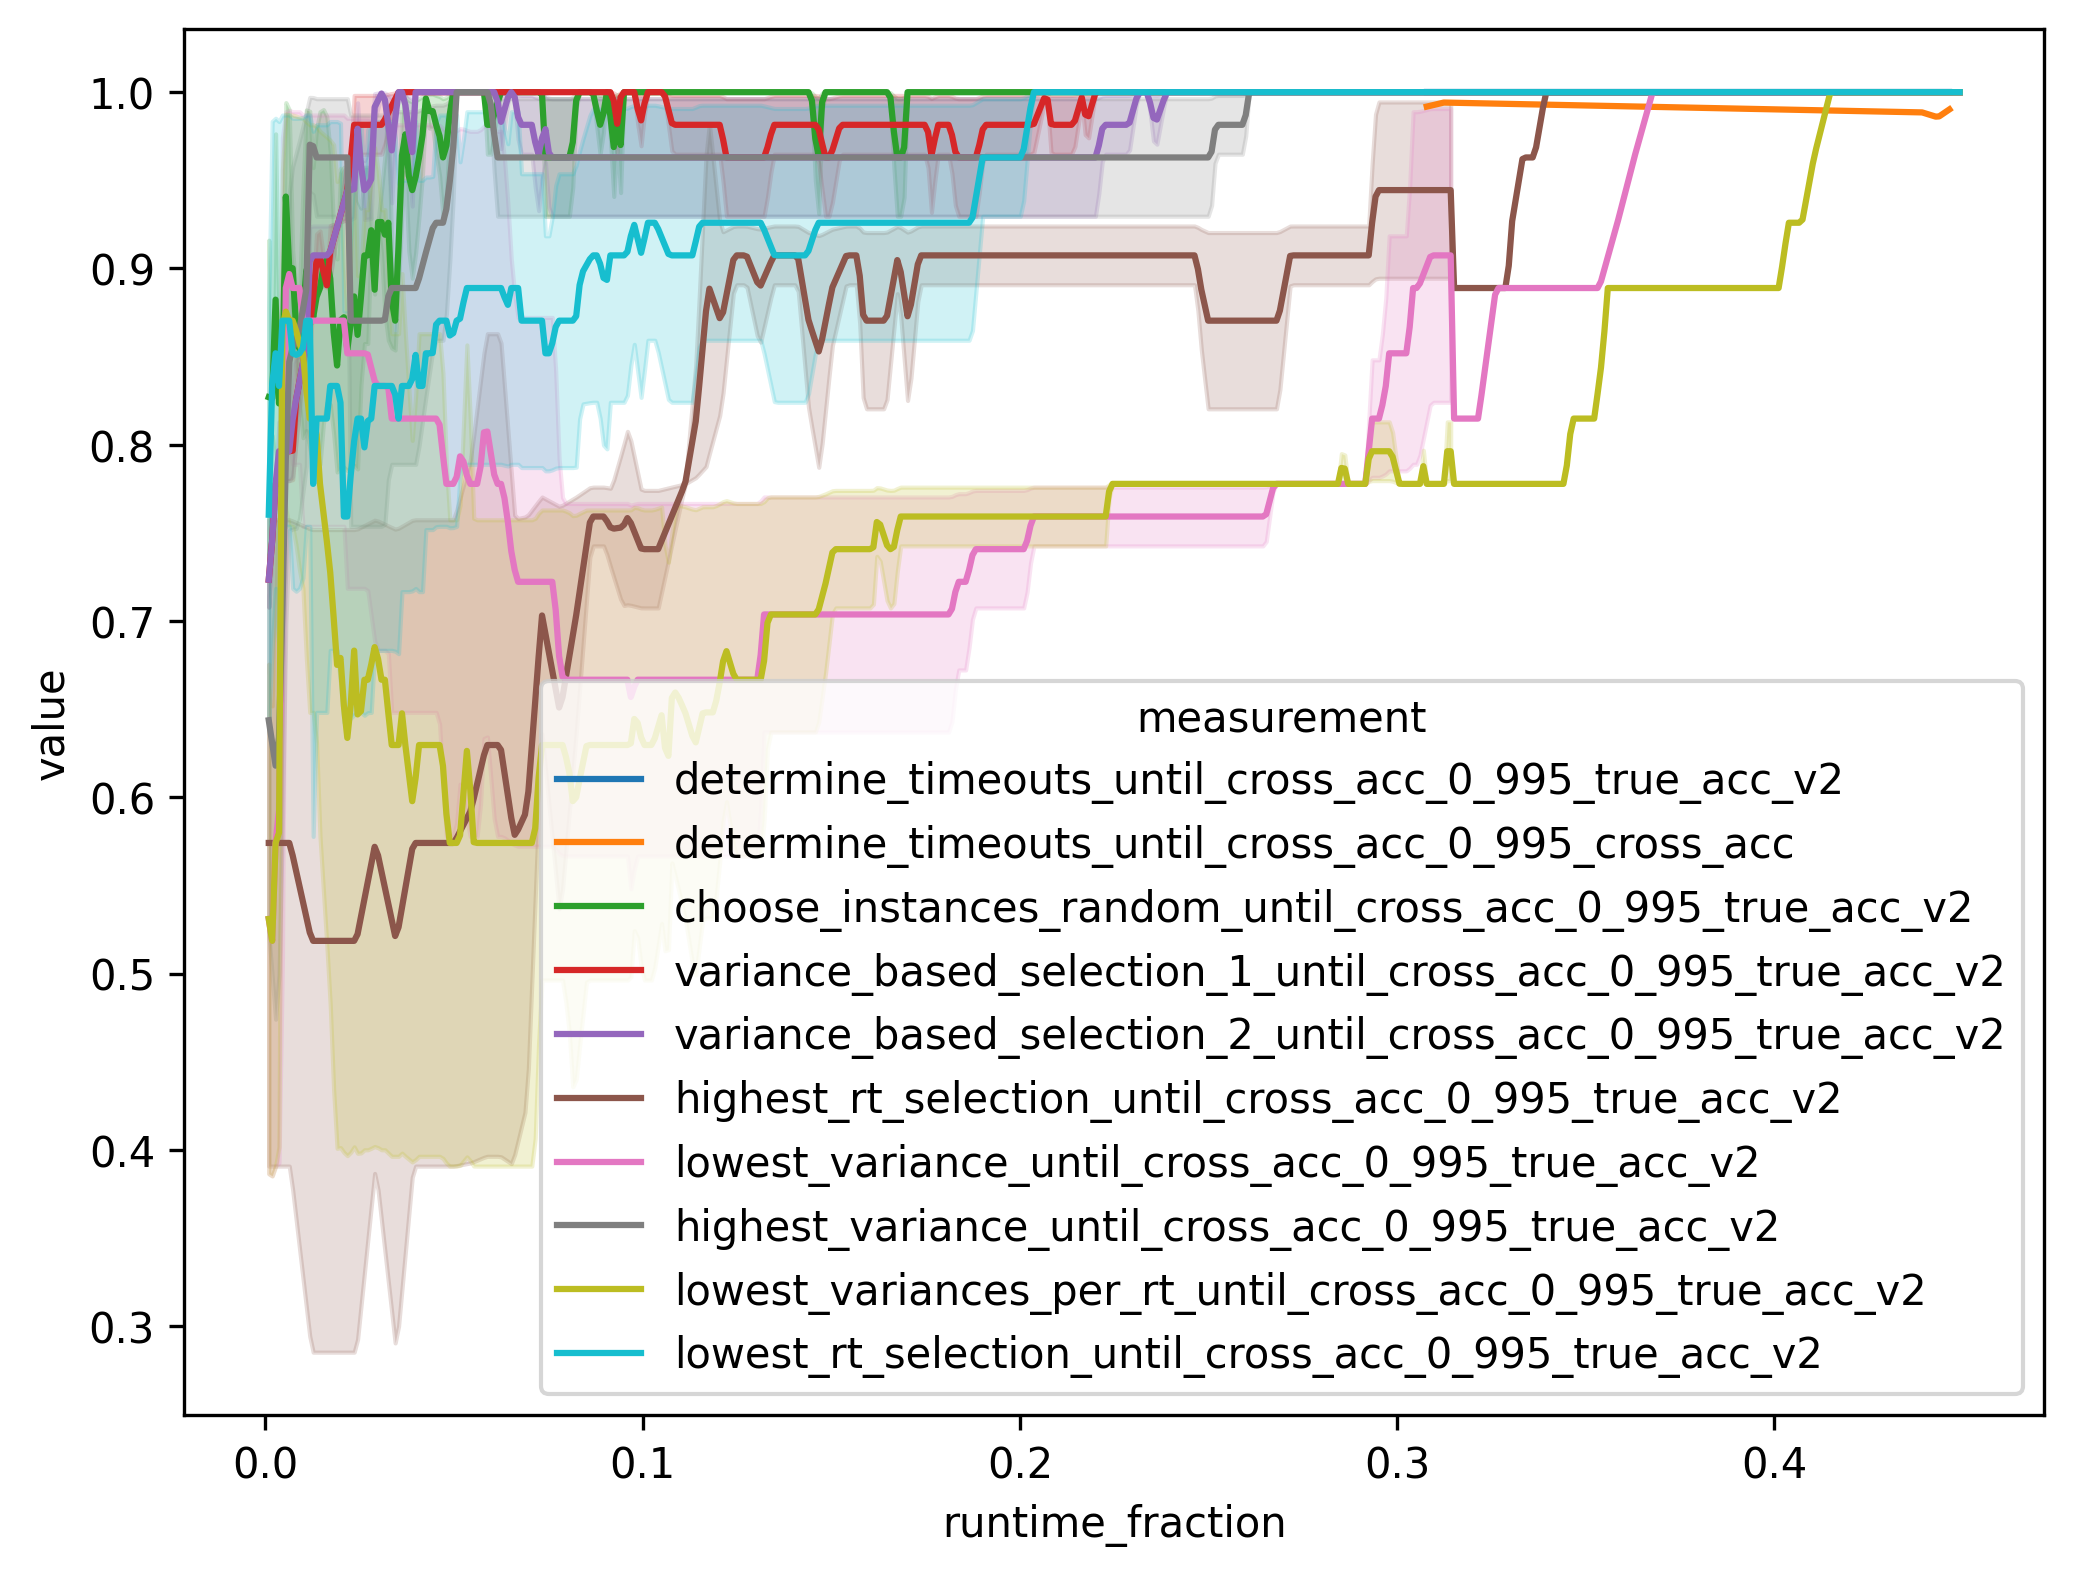 1.0
0.9
0.8
0.7
0.6
0.5
0.4
0.3
value
measurement
determine_timeouts_until_cross_acc_0_995_true_acc_v2
determine_timeouts_until_cross_acc_0_995_cross_acc
choose_instances_random_until_cross_acc_0_995_true_acc_v2
variance_based_selection_1_until_cross_acc_0_995_true_acc_v2
variance_based_selection_2_until_cross_acc_0_995_true_acc_v2
highest_rt_selection_until_cross_acc_0_995_true_acc_v2
lowest_variance_until_cross_acc_0_995_true_acc_v2
highest_variance_until_cross_acc_0_995_true_acc_v2
lowest_variances_per_rt_until_cross_acc_0_995_true_acc_v2
lowest_rt_selection_until_cross_acc_0_995_true_acc_v2
0.0 0.1 0.2 0.3 0.4
runtime_fraction